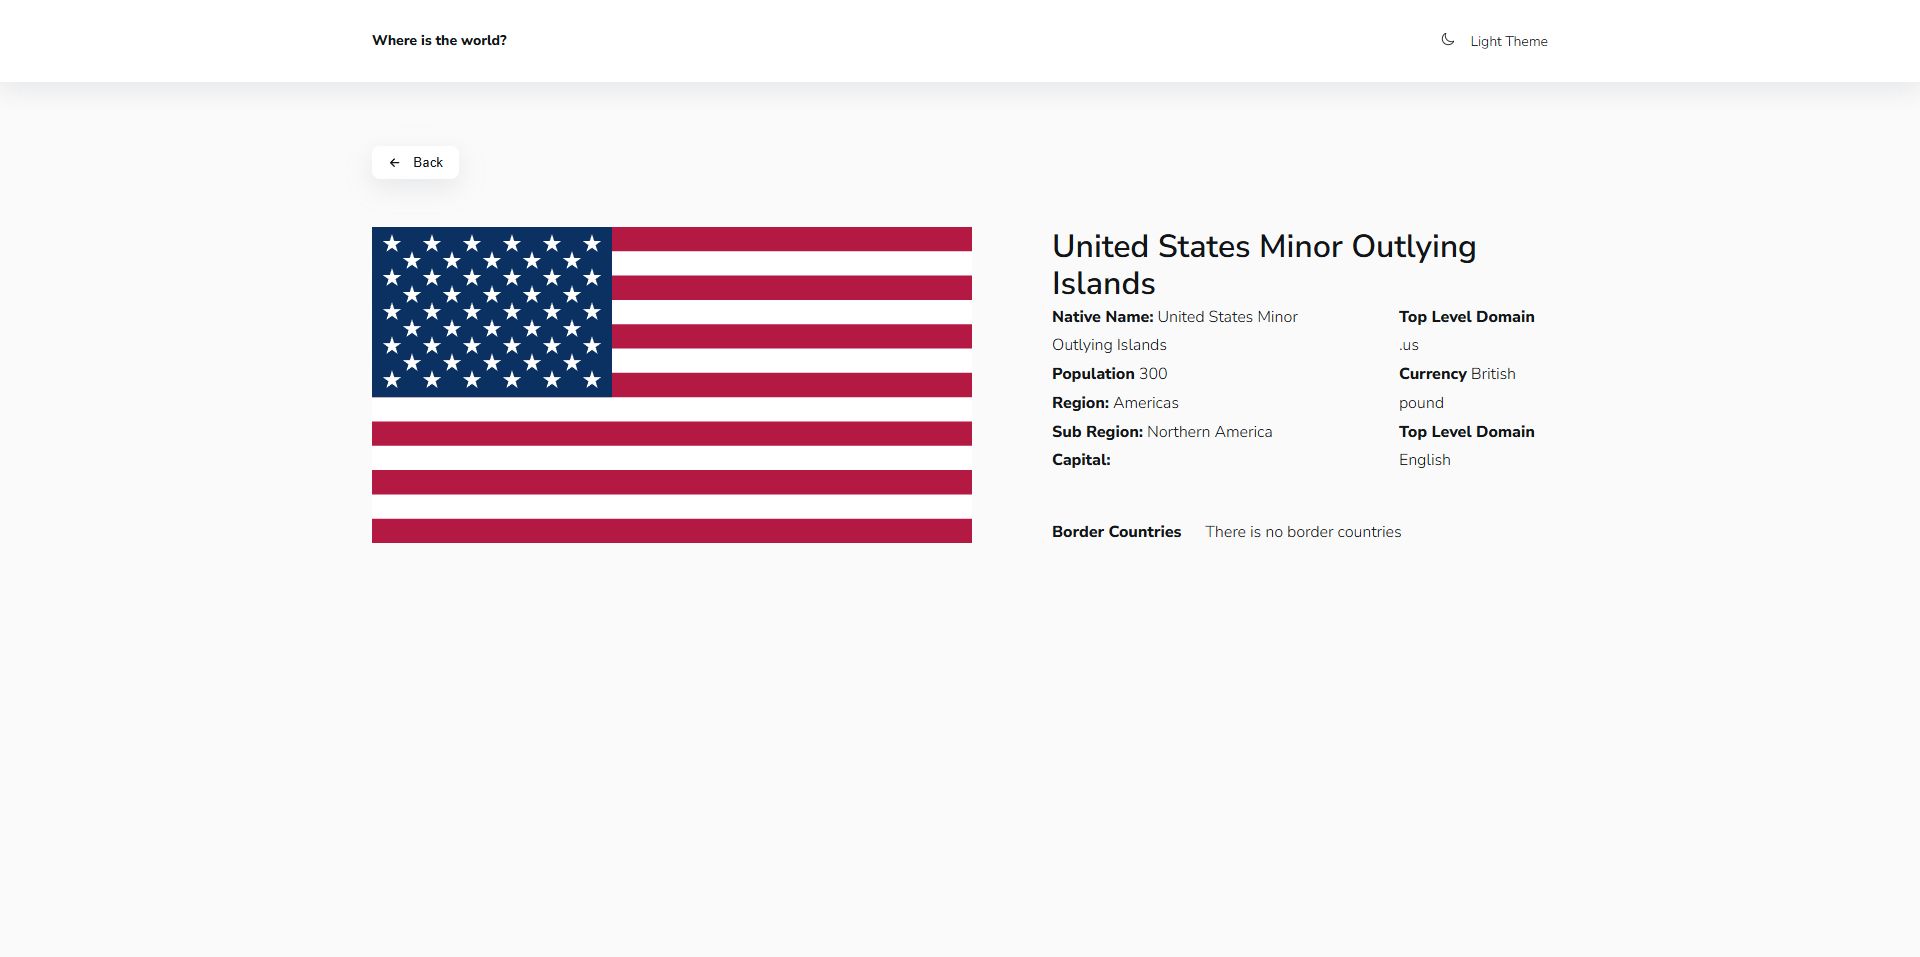 Where is the world?
Light Theme
Back
United States Minor Outlying
Islands
Native Name: United States Minor
Outlying Islands
Population 300
Region: Americas
Sub Region: Northern America
Capital:
Top Level Domain
.us
Currency British
pound
Top Level Domain
English
Border Countries There is no border countries